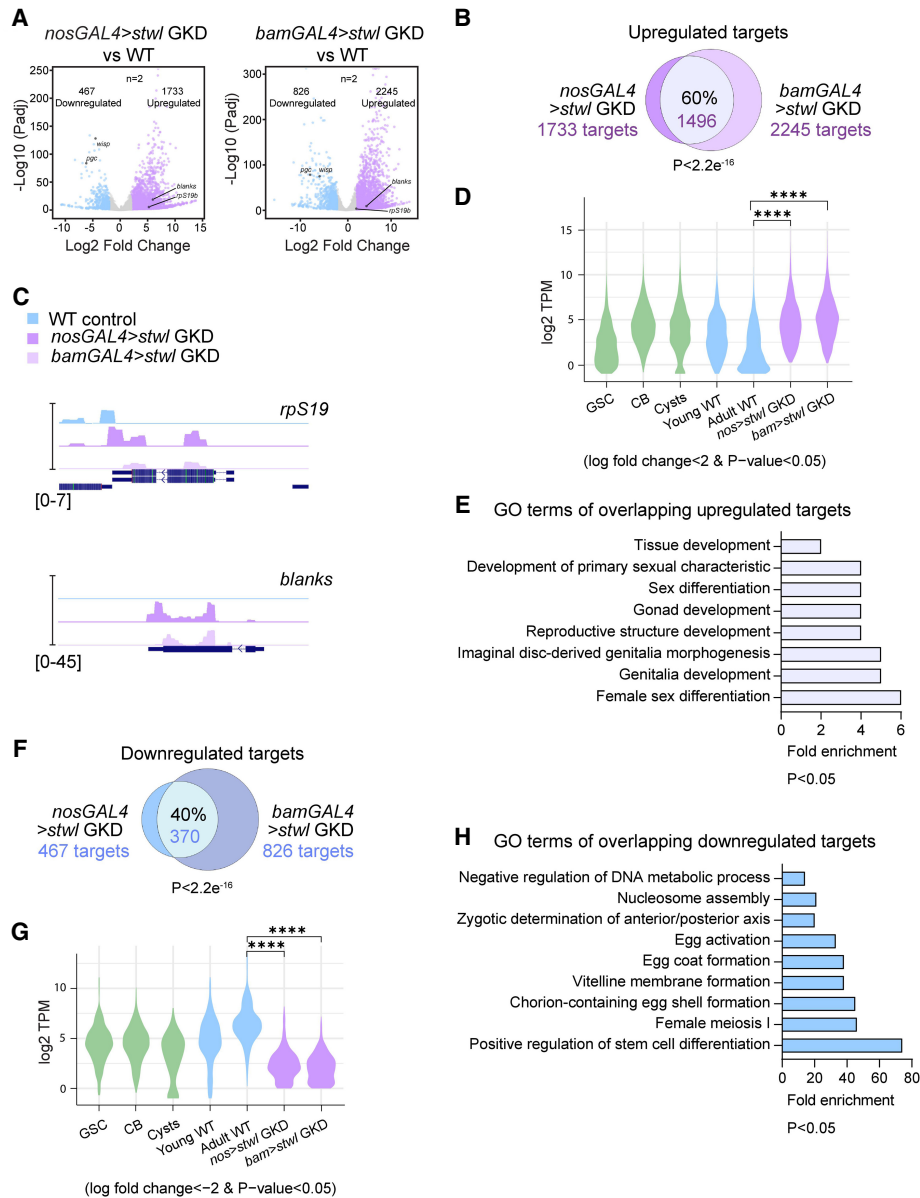 A
nosGAL4>stwl GKD
vs WT
n=2
467
Downregulated
1733
Upregulated
wisp
pgc
blanks
rpS19b
250
200
150
100
50
0
-10
-5
0
5
10
15
-Log10 (Padj)
Log2 Fold Change
bamGAL4>stwl GKD
vs WT
n=2
826
Downregulated
2245
Upregulated
pgc
wisp
blanks
rpS19b
300
200
100
0
-10
0
10
-Log10 (Padj)
Log2 Fold Change
B
Upregulated targets
nosGAL4
>stwl GKD
1733 targets
60%
1496
bamGAL4
>stwl GKD
2245 targets
P<2.2e-16
C
WT control
nosGAL4>stwl GKD
bamGAL4>stwl GKD
rpS19
[0-7]
blanks
[0-45]
D
****
****
15
10
5
0
log2 TPM
GSC
CB
Cysts
Young WT
Adult WT
nos>stwl GKD
bam>stwl GKD
(log fold change<2 & P−value<0.05)
E
GO terms of overlapping upregulated targets
Tissue development
Development of primary sexual characteristic
Sex differentiation
Gonad development
Reproductive structure development
Imaginal disc-derived genitalia morphogenesis
Genitalia development
Female sex differentiation
0
2
4
6
Fold enrichment
P<0.05
F
Downregulated targets
nosGAL4
>stwl GKD
467 targets
40%
370
bamGAL4
>stwl GKD
826 targets
P<2.2e-16
G
****
****
10
5
0
log2 TPM
GSC
CB
Cysts
Young WT
Adult WT
nos>stwl GKD
bam>stwl GKD
(log fold change<−2 & P−value<0.05)
H
GO terms of overlapping downregulated targets
Negative regulation of DNA metabolic process
Nucleosome assembly
Zygotic determination of anterior/posterior axis
Egg activation
Egg coat formation
Vitelline membrane formation
Chorion-containing egg shell formation
Female meiosis I
Positive regulation of stem cell differentiation
0
20
40
60
80
Fold enrichment
P<0.05